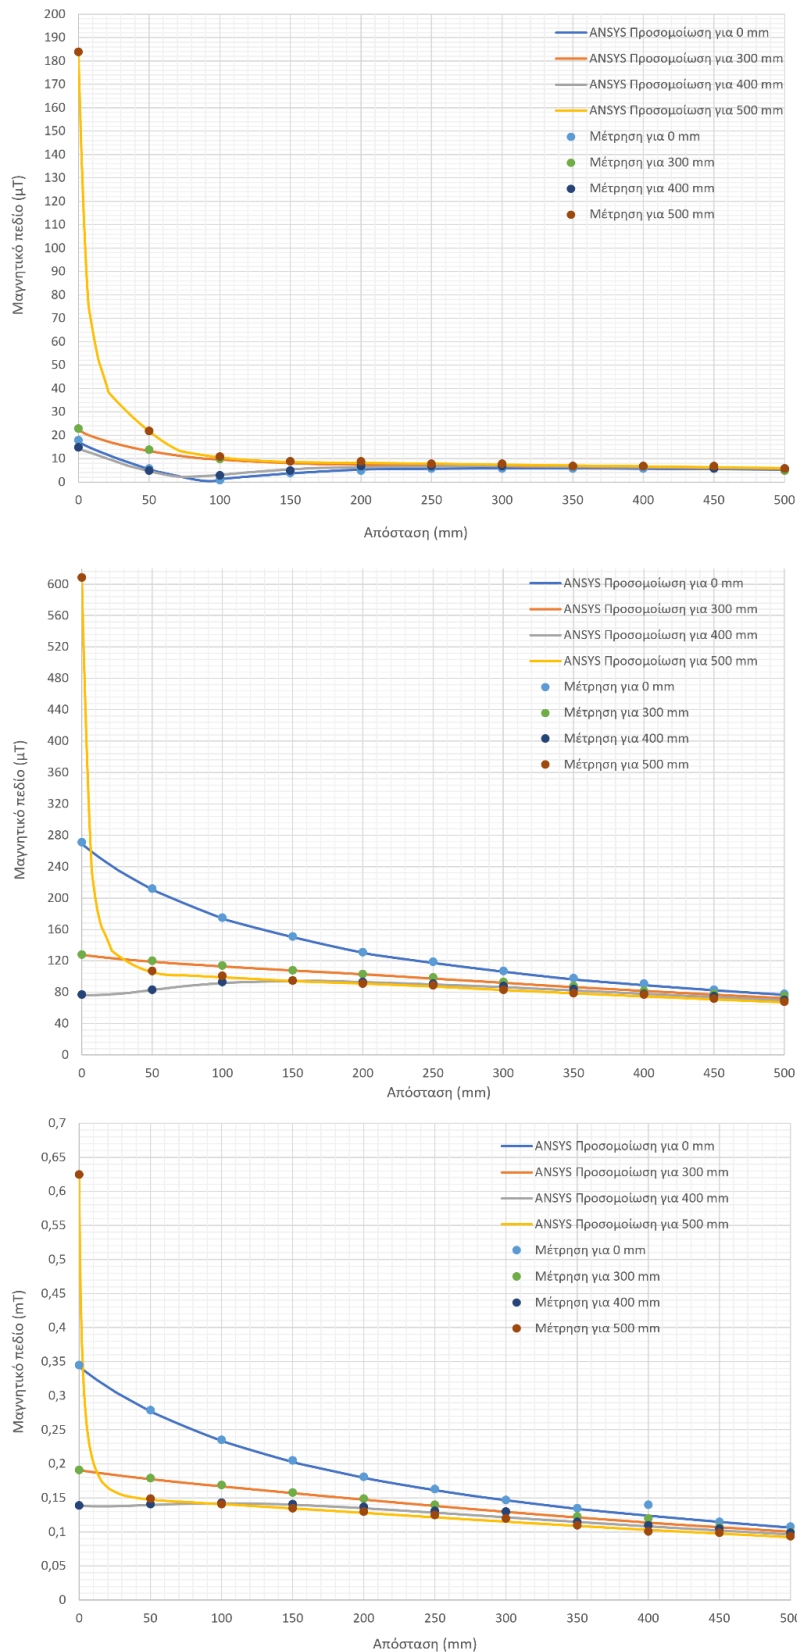 200
190
180
170
160
150
140
130
120
110
100
90
80
70
60
50
40
30
20
10
0
Μαγνητικό πεδίο (μT)
ANSYS Προσομοίωση για 0 mm
ANSYS Προσομοίωση για 300 mm
ANSYS Προσομοίωση για 400 mm
ANSYS Προσομοίωση για 500 mm
Μέτρηση για 0 mm
Μέτρηση για 300 mm
Μέτρηση για 400 mm
Μέτρηση για 500 mm
0 50 100 150 200 250 300 350 400 450 500
Απόσταση (mm)
600
560
520
480
440
400
360
320
280
240
200
160
120
80
40
0
Μαγνητικό πεδίο (μT)
ANSYS Προσομοίωση για 0 mm
ANSYS Προσομοίωση για 300 mm
ANSYS Προσομοίωση για 400 mm
ANSYS Προσομοίωση για 500 mm
Μέτρηση για 0 mm
Μέτρηση για 300 mm
Μέτρηση για 400 mm
Μέτρηση για 500 mm
0 50 100 150 200 250 300 350 400 450 500
Απόσταση (mm)
0,7
0,65
0,6
0,55
0,5
0,45
0,4
0,35
0,3
0,25
0,2
0,15
0,1
0,05
0
Μαγνητικό πεδίο (mT)
ANSYS Προσομοίωση για 0 mm
ANSYS Προσομοίωση για 300 mm
ANSYS Προσομοίωση για 400 mm
ANSYS Προσομοίωση για 500 mm
Μέτρηση για 0 mm
Μέτρηση για 300 mm
Μέτρηση για 400 mm
Μέτρηση για 500 mm
0 50 100 150 200 250 300 350 400 450 500
Απόσταση (mm)